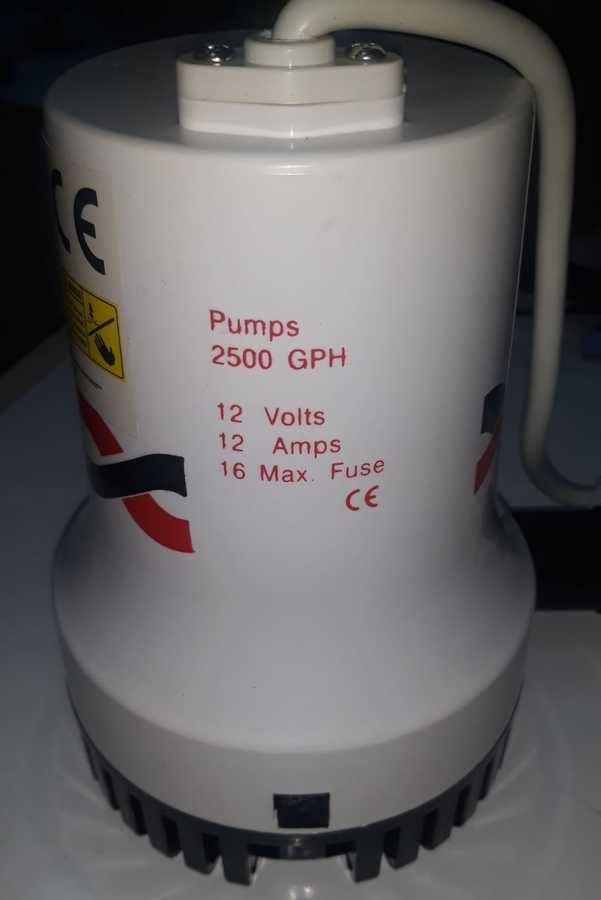 CE
Pumps
2500 GPH
12 Volts
12 Amps
16 Max. Fuse
CE